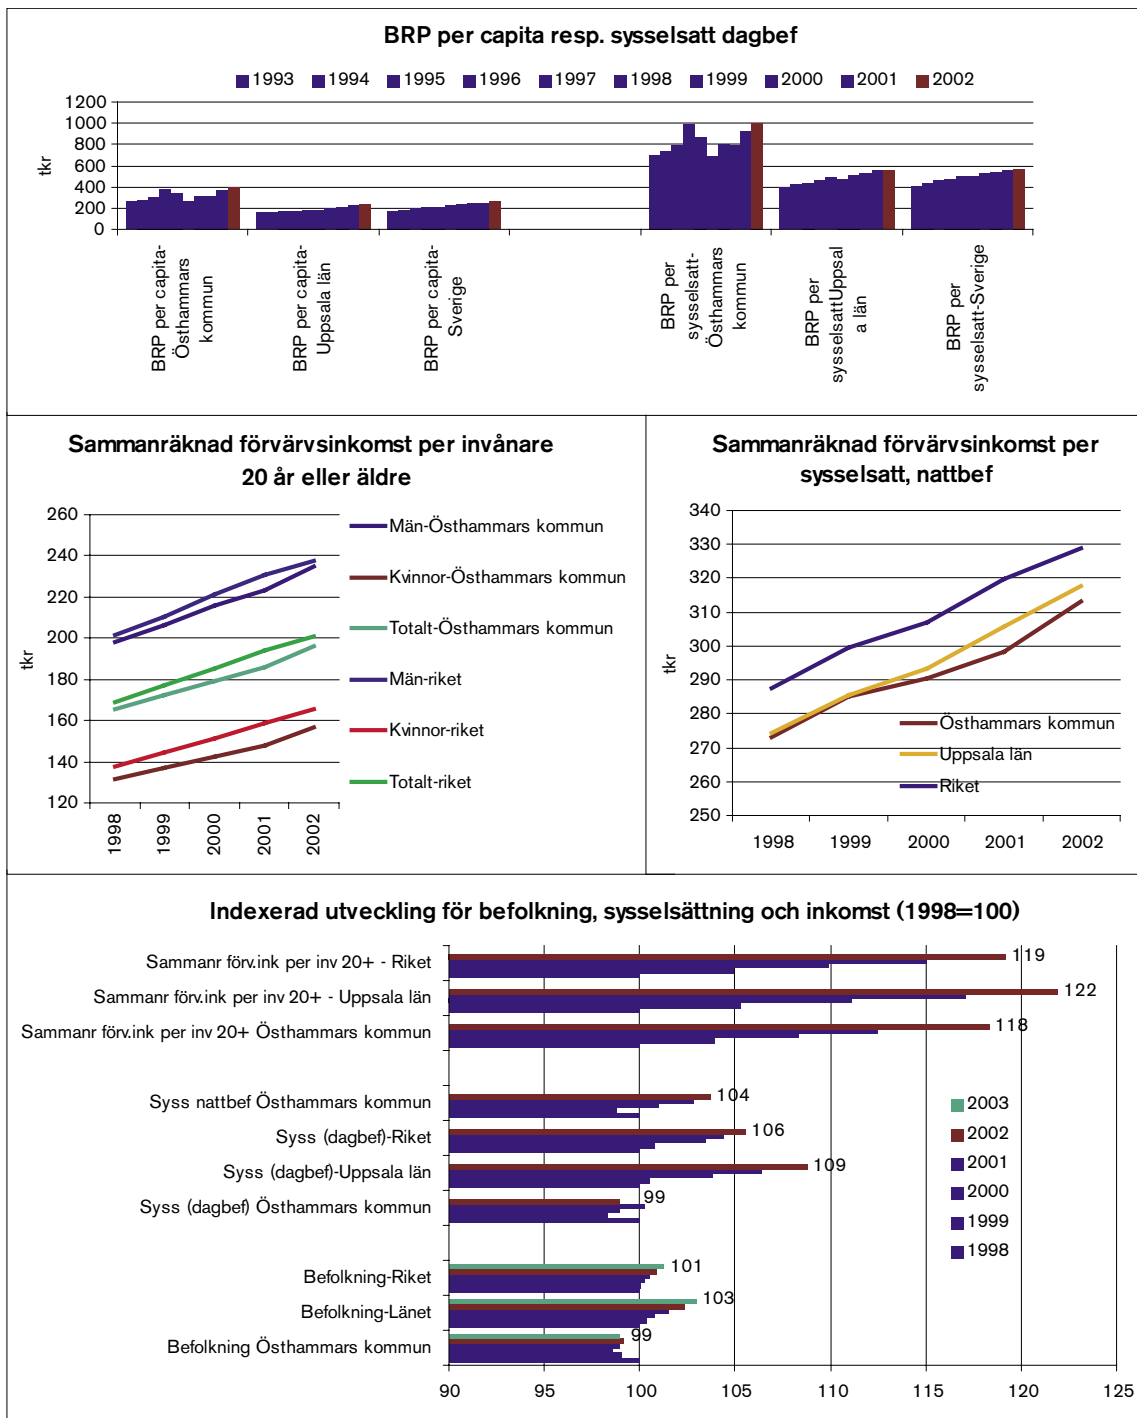 BRP per capita resp. sysselsatt dagbef
1993 1994 1995 1996 1997 1998 1999 2000 2001 2002
1200
1000
800
600
400
200
0
tkr
BRP per capita-
Östhammars
kommun
BRP per capita-
Uppsala län
BRP per capita-
Sverige
BRP per
sysselsatt-
Östhammars
kommun
BRP per
sysselsattUppsal
a län
BRP per
sysselsatt-Sverige
Sammanräknad förvärvsinkomst per invånare
20 år eller äldre
260
240
220
200
180
160
140
120
tkr
1998
1999
2000
2001
2002
Män-Östhammars kommun
Kvinnor-Östhammars kommun
Totalt-Östhammars kommun
Män-riket
Kvinnor-riket
Totalt-riket
Sammanräknad förvärvsinkomst per
sysselsatt, nattbef
340
330
320
310
300
290
280
270
260
250
tkr
Östhammars kommun
Uppsala län
Riket
1998 1999 2000 2001 2002
Indexerad utveckling för befolkning, sysselsättning och inkomst (1998=100)
Sammanr förv.ink per inv 20+ - Riket 119
Sammanr förv.ink per inv 20+ - Uppsala län 122
Sammanr förv.ink per inv 20+ Östhammars kommun 118
Syss nattbef Östhammars kommun 104
Syss (dagbef)-Riket 106
Syss (dagbef)-Uppsala län 109
Syss (dagbef) Östhammars kommun 99
Befolkning-Riket 101
Befolkning-Länet 103
Befolkning Östhammars kommun 99
2003
2002
2001
2000
1999
1998
90 95 100 105 110 115 120 125